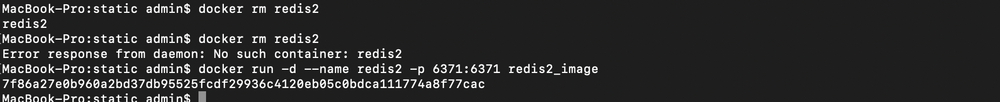 MacBook-Pro:static admin$ docker rm redis2
redis2
[MacBook-Pro:static admin$ docker rm redis2
Error response from daemon: No such container: redis2
[MacBook-Pro:static admin$ docker run -d --name redis2 -p 6371:6371 redis2_image
7f86a27e0b960a2bd37db95525fcdf29936c4120eb05c0bdca111774a8f77cac
MacBook-Pro:static admin$